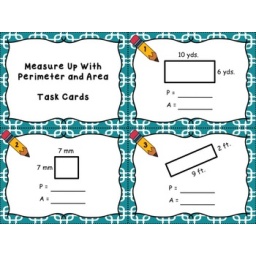 Measure Up With
Perimeter and Area
Task Cards
1
10 yds.
6 yds.
P = ________
A = ________
2
7 mm
7 mm
P = ________
A = ________
3
2 ft.
9 ft.
P = ________
A = ________